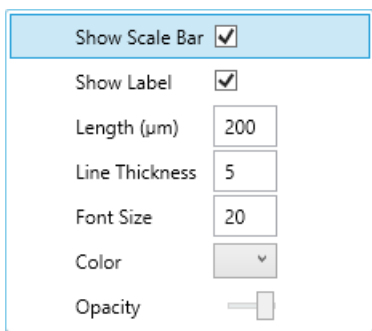 Show Scale Bar
Show Label
Length (µm) 200
Line Thickness 5
Font Size 20
Color
Opacity